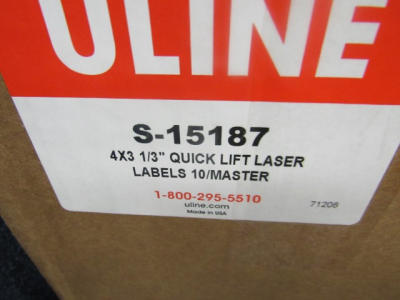 ULINE
S-15187
4X3 1/3" QUICK LIFT LASER
LABELS 10/MASTER
1-800-295-5510
uline.com
Made in USA
71206